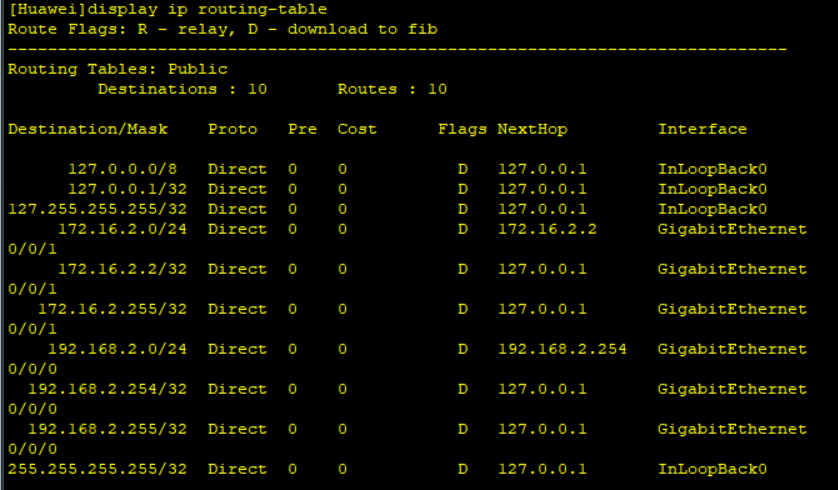 [Huawei]display ip routing-table
Route Flags: R - relay, D - download to fib
------------------------------------------------------------------------------
Routing Tables: Public
         Destinations : 10       Routes : 10

Destination/Mask    Proto   Pre  Cost      Flags NextHop         Interface

      127.0.0.0/8   Direct  0    0           D   127.0.0.1       InLoopBack0
      127.0.0.1/32  Direct  0    0           D   127.0.0.1       InLoopBack0
127.255.255.255/32  Direct  0    0           D   127.0.0.1       InLoopBack0
     172.16.2.0/24  Direct  0    0           D   172.16.2.2      GigabitEthernet
0/0/1
     172.16.2.2/32  Direct  0    0           D   127.0.0.1       GigabitEthernet
0/0/1
   172.16.2.255/32  Direct  0    0           D   127.0.0.1       GigabitEthernet
0/0/1
    192.168.2.0/24  Direct  0    0           D   192.168.2.254   GigabitEthernet
0/0/0
  192.168.2.254/32  Direct  0    0           D   127.0.0.1       GigabitEthernet
0/0/0
  192.168.2.255/32  Direct  0    0           D   127.0.0.1       GigabitEthernet
0/0/0
255.255.255.255/32  Direct  0    0           D   127.0.0.1       InLoopBack0